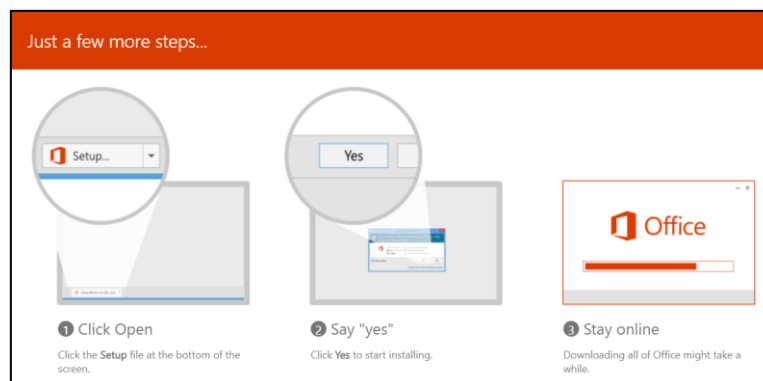 Just a few more steps...
Setup...
Yes
Office
1 Click Open
Click the Setup file at the bottom of the
screen.
2 Say "yes"
Click Yes to start installing.
3 Stay online
Downloading all of Office might take a
while.